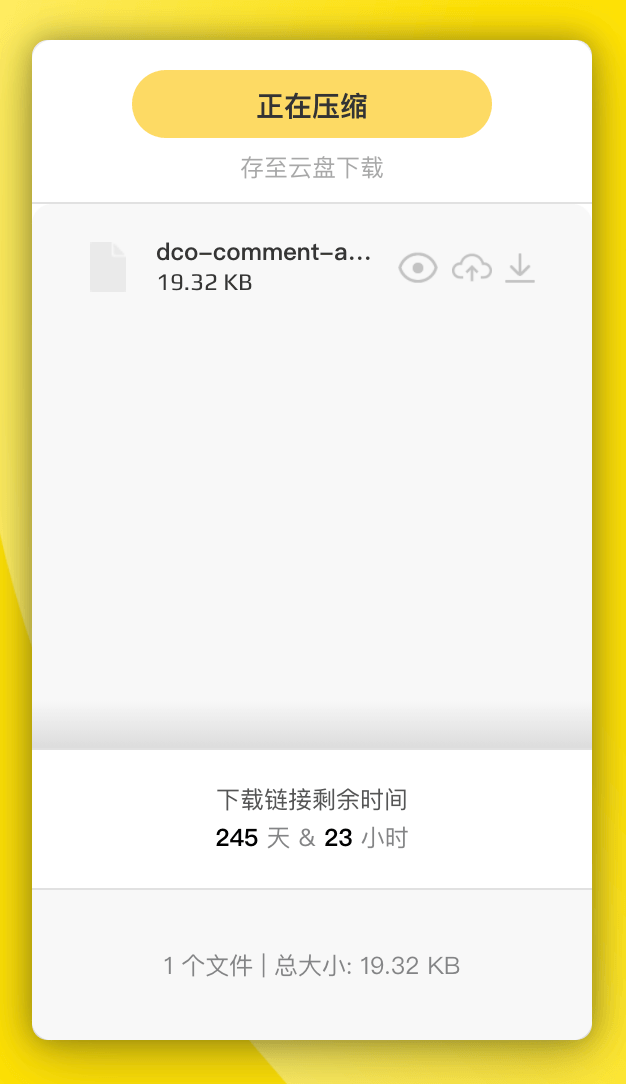 正在压缩
存至云盘下载
dco-comment-a...
19.32 KB
下载链接剩余时间
245 天 & 23 小时
1 个文件 | 总大小: 19.32 KB